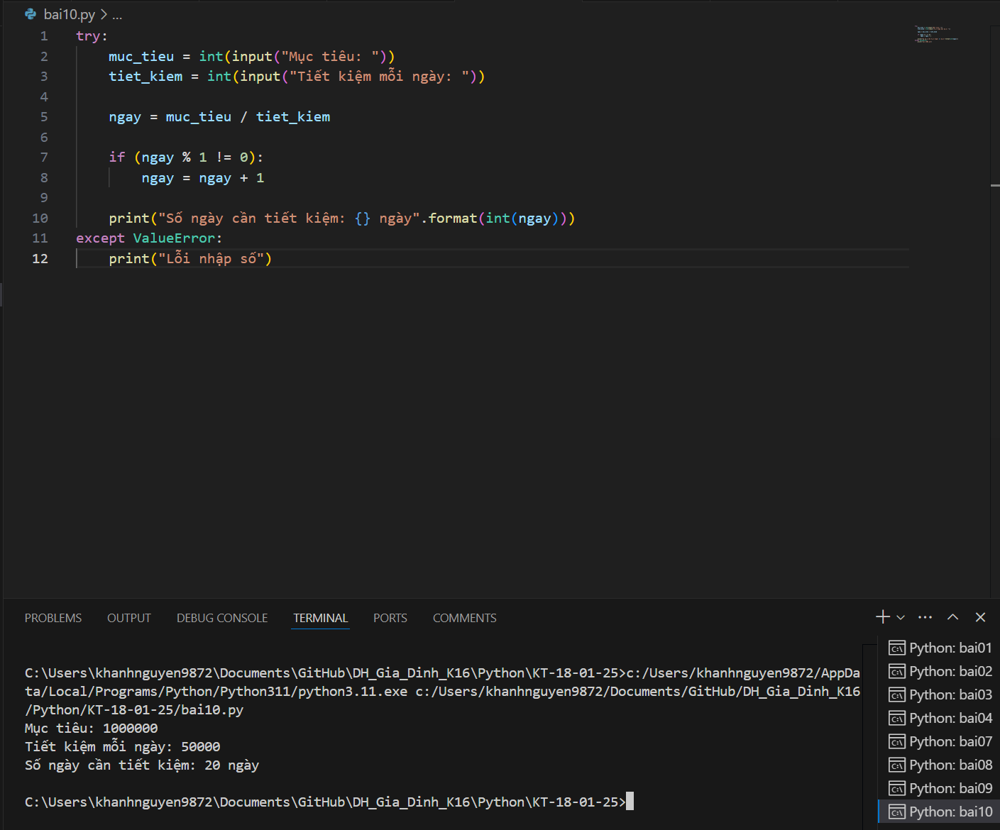 bai10.py > ...
1 try:
2     muc_tieu = int(input("Mục tiêu: "))
3     tiet_kiem = int(input("Tiết kiệm mỗi ngày: "))
4
5     ngay = muc_tieu / tiet_kiem
6
7     if (ngay % 1 != 0):
8         ngay = ngay + 1
9
10     print("Số ngày cần tiết kiệm: {} ngày".format(int(ngay)))
11 except ValueError:
12     print("Lỗi nhập số")
PROBLEMS OUTPUT DEBUG CONSOLE TERMINAL PORTS COMMENTS
C:\Users\khanhnguyen9872\Documents\GitHub\DH_Gia_Dinh_K16\Python\KT-18-01-25>c:/Users/khanhnguyen9872/AppDa
ta/Local/Programs/Python/Python311/python3.11.exe c:/Users/khanhnguyen9872/Documents/GitHub/DH_Gia_Dinh_K16
/Python/KT-18-01-25/bai10.py
Mục tiêu: 1000000
Tiết kiệm mỗi ngày: 50000
Số ngày cần tiết kiệm: 20 ngày
C:\Users\khanhnguyen9872\Documents\GitHub\DH_Gia_Dinh_K16\Python\KT-18-01-25>
Python: bai01
Python: bai02
Python: bai03
Python: bai04
Python: bai07
Python: bai08
Python: bai09
Python: bai10